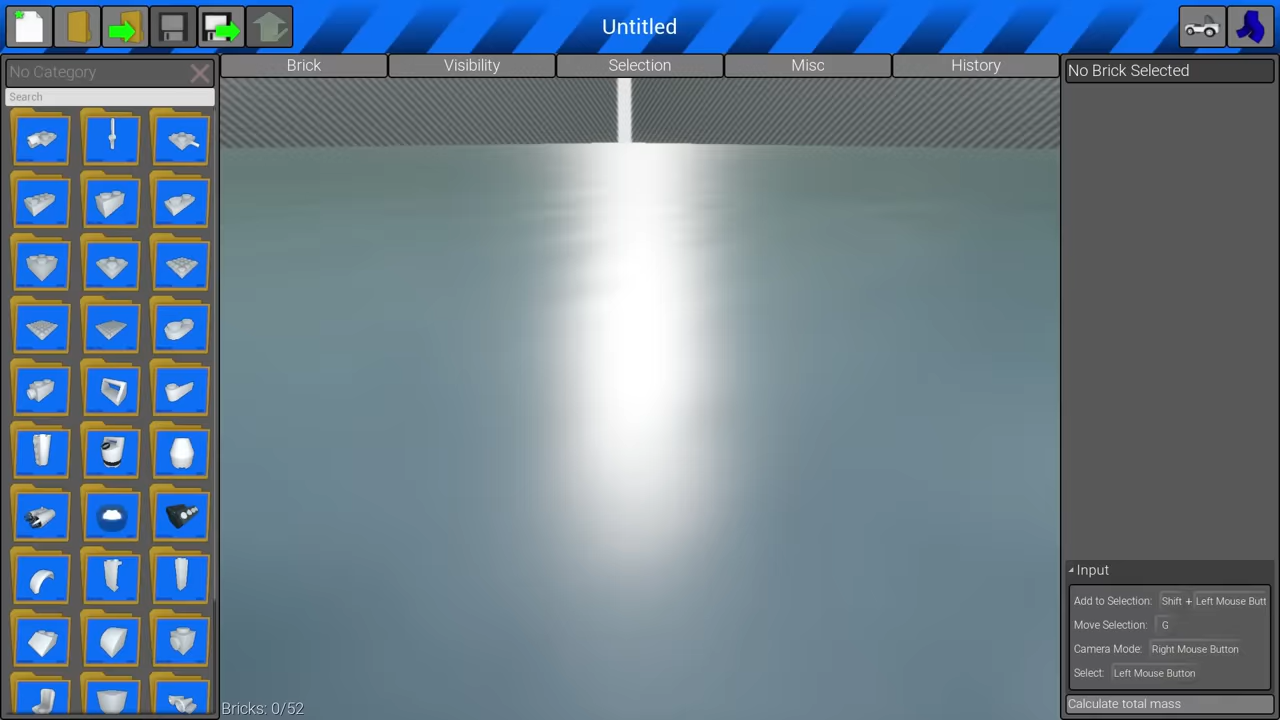 Untitled
No Category
Search
Brick
Visibility
Selection
Misc
History
No Brick Selected
Input
Add to Selection: Shift + Left Mouse Butt
Move Selection: G
Camera Mode: Right Mouse Button
Select: Left Mouse Button
Calculate total mass
Bricks: 0/52